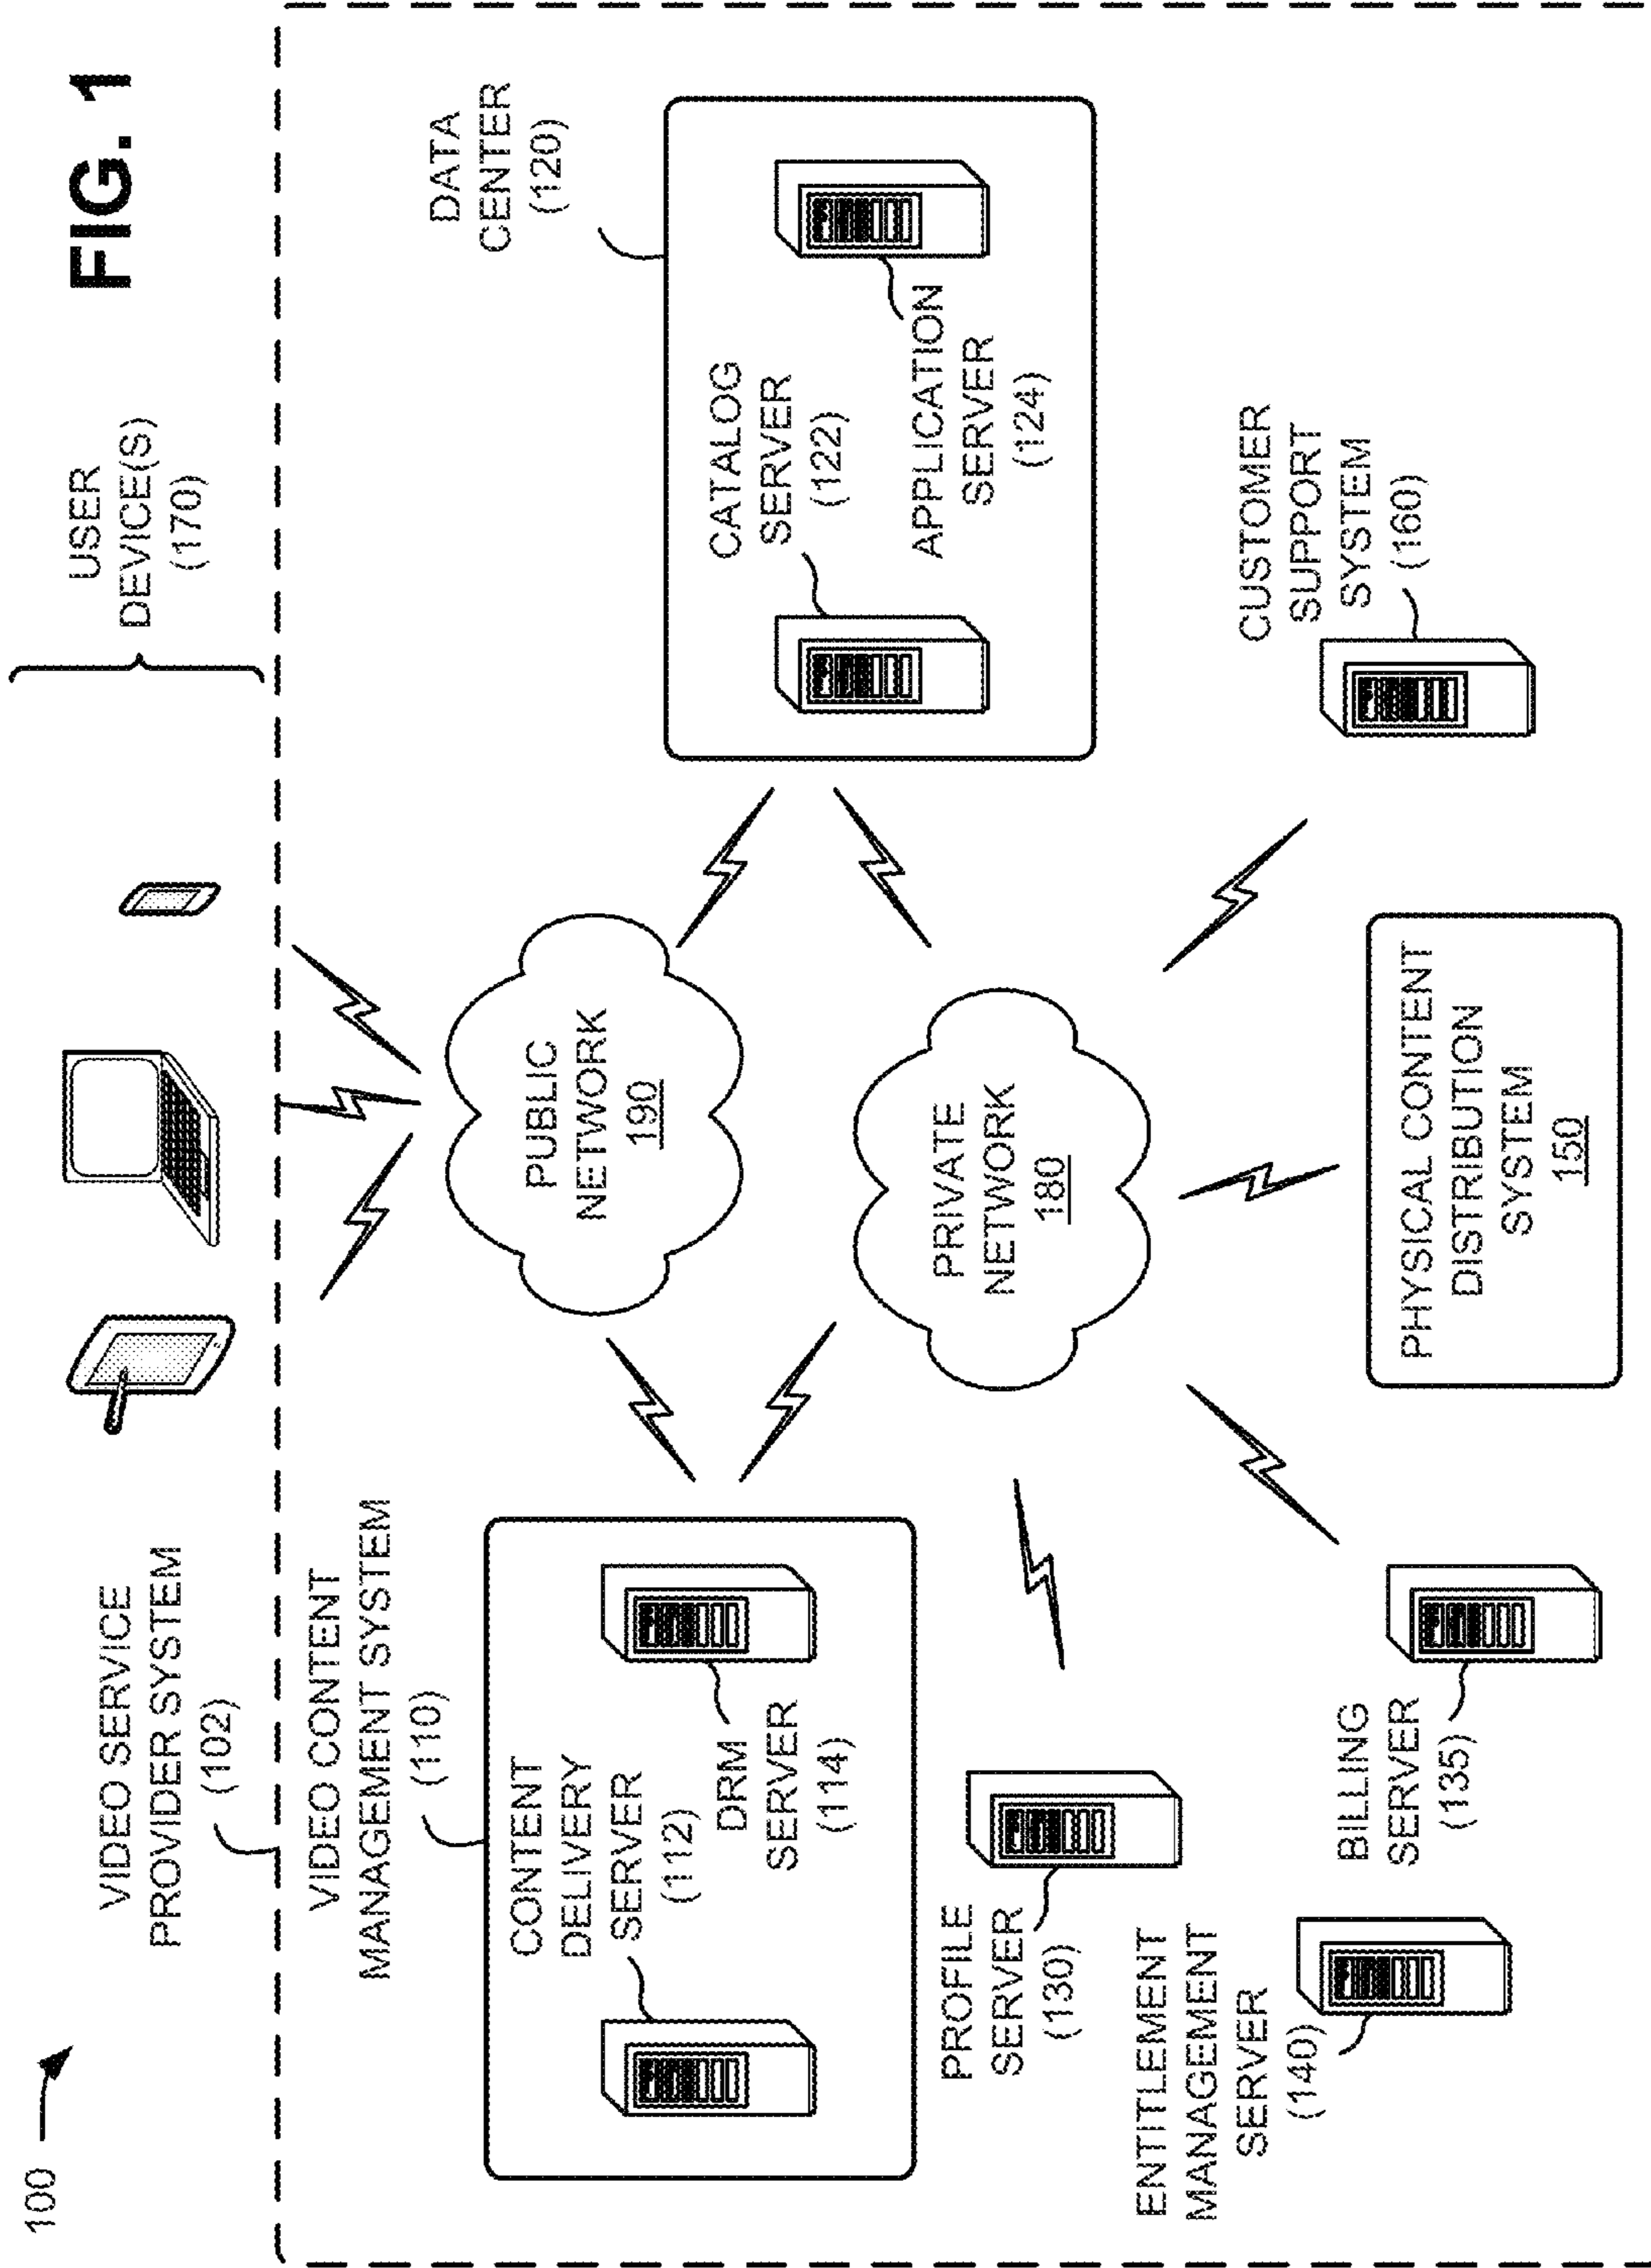 100
FIG. 1
VIDEO SERVICE
PROVIDER SYSTEM
(102)
USER
DEVICE(S)
(170)
VIDEO CONTENT
MANAGEMENT SYSTEM
(110)
CONTENT
DELIVERY
SERVER
(112)
DRM
SERVER
(114)
PUBLIC
NETWORK
190
DATA
CENTER
(120)
CATALOG
SERVER
(122)
APPLICATION
SERVER
(124)
PRIVATE
NETWORK
180
PROFILE
SERVER
(130)
ENTITLEMENT
MANAGEMENT
SERVER
(140)
BILLING
SERVER
(135)
PHYSICAL CONTENT
DISTRIBUTION
SYSTEM
150
CUSTOMER
SUPPORT
SYSTEM
(160)